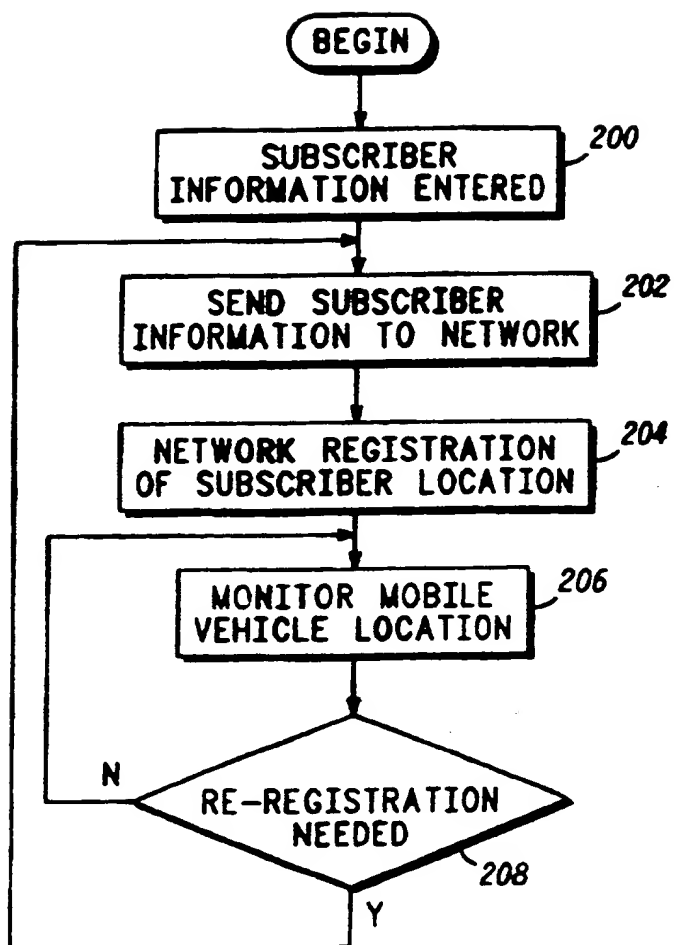 BEGIN
SUBSCRIBER
INFORMATION ENTERED
200
SEND SUBSCRIBER
INFORMATION TO NETWORK
202
NETWORK REGISTRATION
OF SUBSCRIBER LOCATION
204
MONITOR MOBILE
VEHICLE LOCATION
206
N
RE-REGISTRATION
NEEDED
208
Y